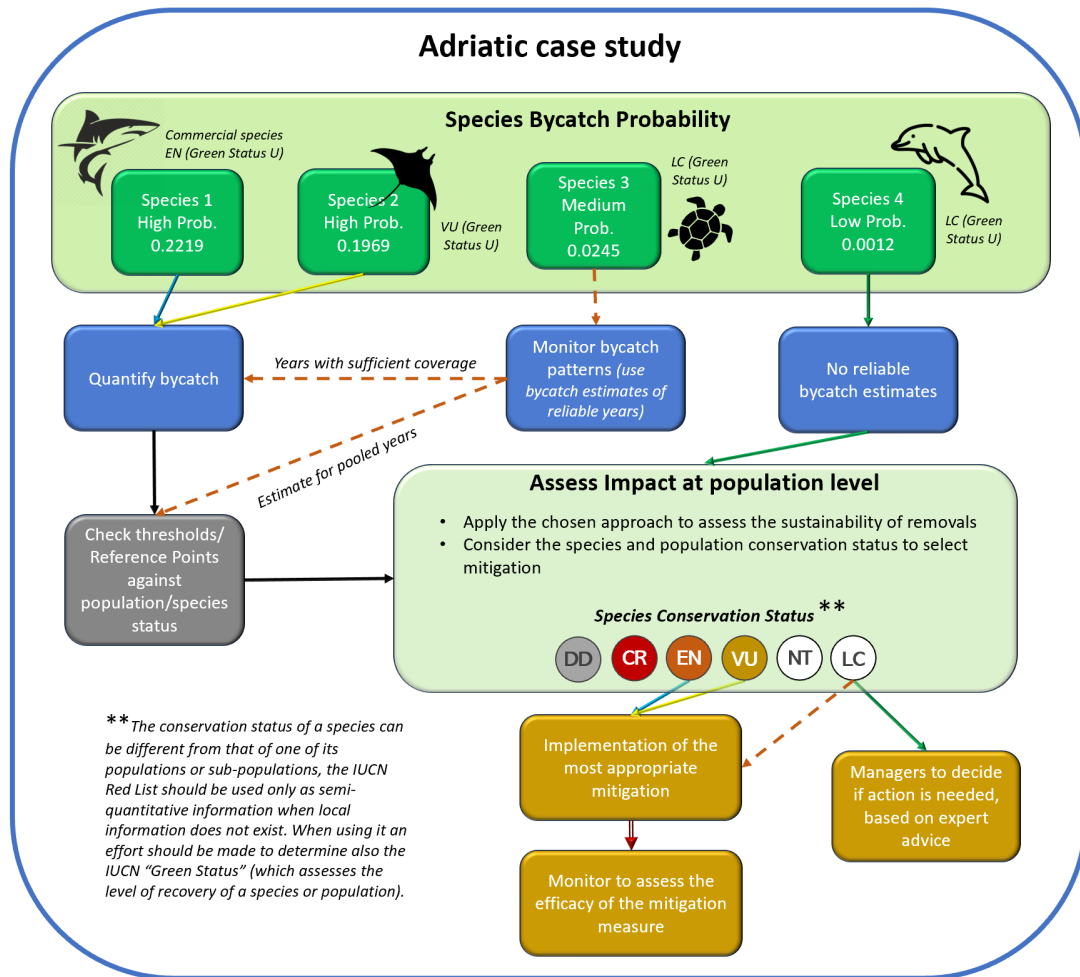 Adriatic case study
Species Bycatch Probability
Commercial species
EN (Green Status U)
Species 1
High Prob.
0.2219
Species 2
High Prob.
0.1969
VU (Green
Status U)
Species 3
Medium
Prob.
0.0245
LC (Green
Status U)
Species 4
Low Prob.
0.0012
LC (Green
Status U)
Quantify bycatch
Years with sufficient coverage
Monitor bycatch
patterns (use
bycatch estimates of
reliable years)
No reliable
bycatch estimates
Estimate for pooled years
Check thresholds/
Reference Points
against
population/species
status
Assess Impact at population level
• Apply the chosen approach to assess the sustainability of removals
• Consider the species and population conservation status to select
mitigation
Species Conservation Status **
DD CR EN VU NT LC
**The conservation status of a species can
be different from that of one of its
populations or sub-populations, the IUCN
Red List should be used only as semi-
quantitative information when local
information does not exist. When using it an
effort should be made to determine also the
IUCN “Green Status” (which assesses the
level of recovery of a species or population).
Implementation of the
most appropriate
mitigation
Managers to decide
if action is needed,
based on expert
advice
Monitor to assess the
efficacy of the mitigation
measure